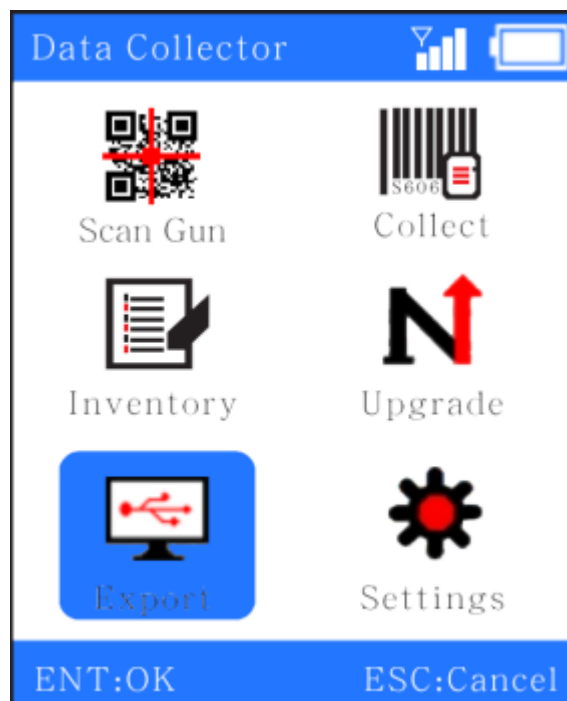 Data Collector
S606
Scan Gun
Collect
Inventory
Upgrade
Export
Settings
ENT:OK
ESC:Cancel